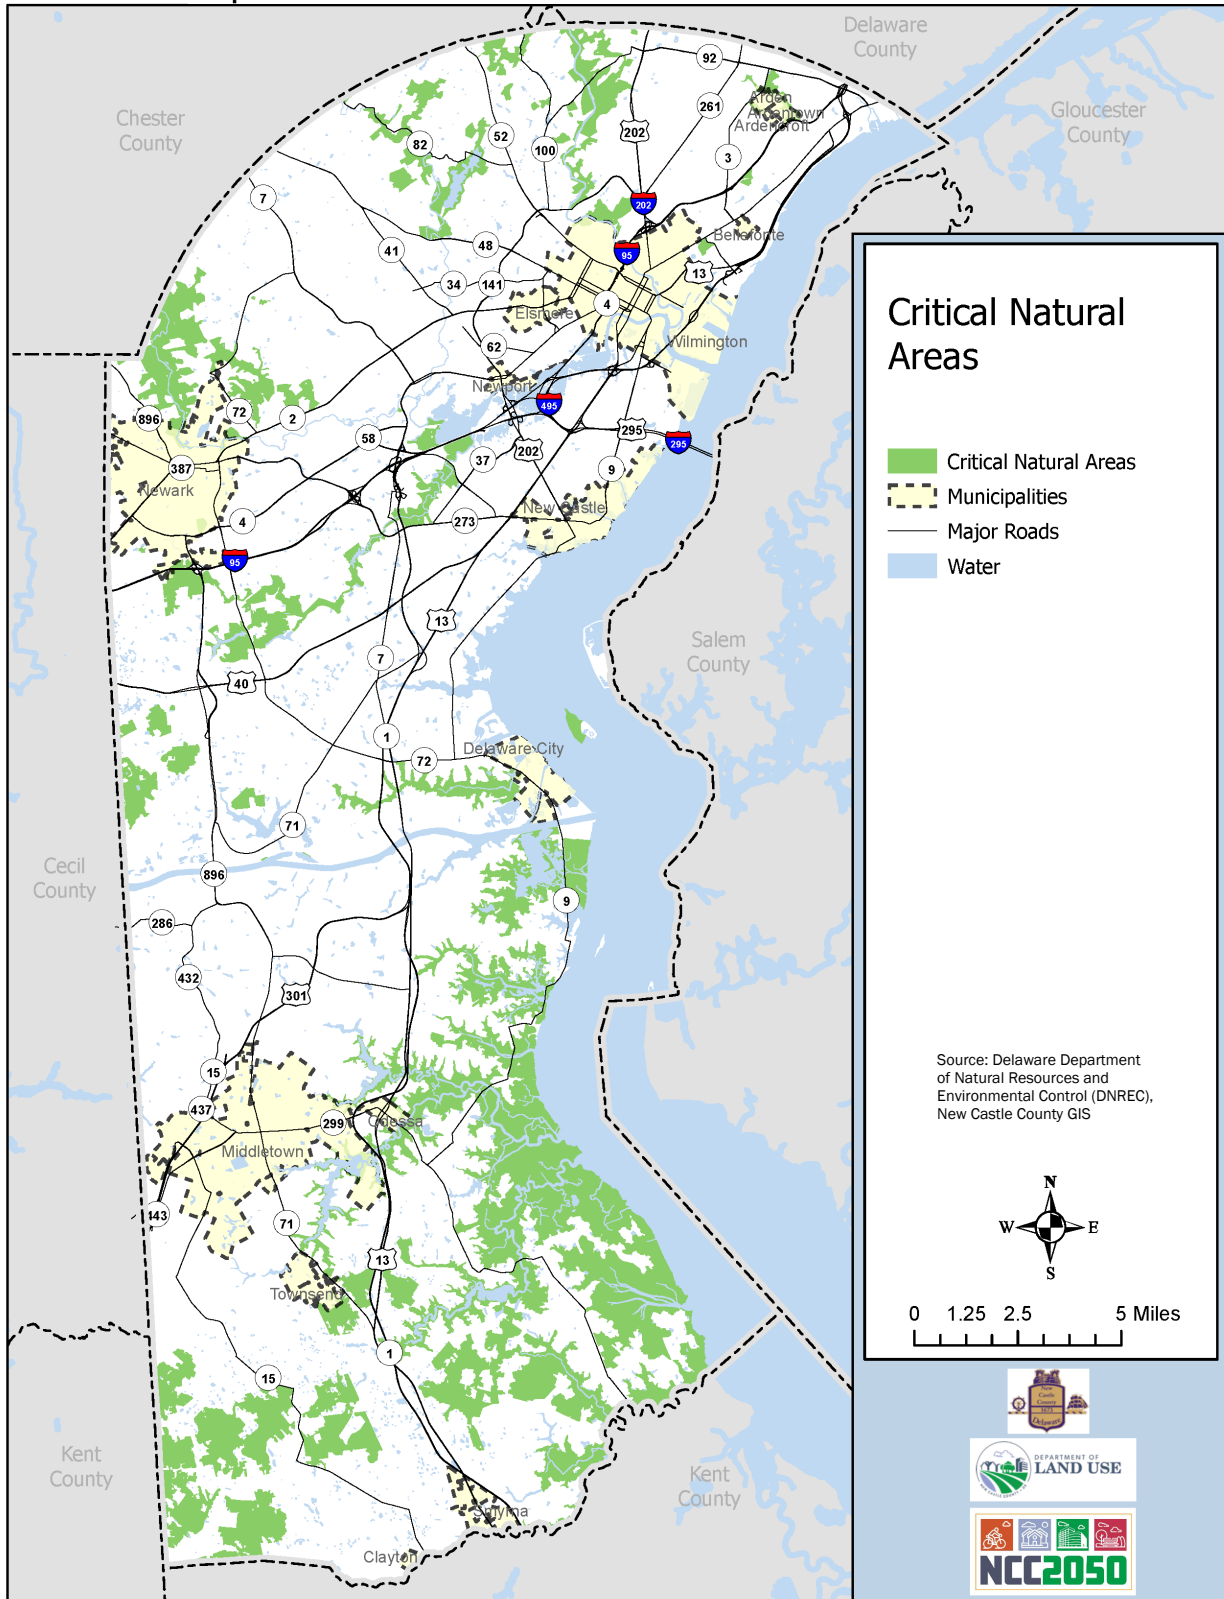 Delaware
County
Chester
County
Gloucester
County
92
261
Arden
Ardentown
Ardencroft
202
52
100
82
3
7
202
41
48
Bellefonte
95
13
34
141
4
Elsmere
62
Wilmington
Newport
495
896
72
2
58
295
295
202
37
9
387
Newark
New Castle
4
273
95
13
7
Salem
County
40
1
Delaware City
72
71
Cecil
County
896
9
286
432
301
15
437
299
Odessa
Middletown
443
71
13
Townsend
1
15
Kent
County
Kent
County
Smyrna
Clayton
Critical Natural
Areas
Critical Natural Areas
Municipalities
Major Roads
Water
Source: Delaware Department
of Natural Resources and
Environmental Control (DNREC),
New Castle County GIS
N
W E
S
0 1.25 2.5 5 Miles
New
Castle
County
1673
Delaware
DEPARTMENT OF
LAND USE
NCC2050